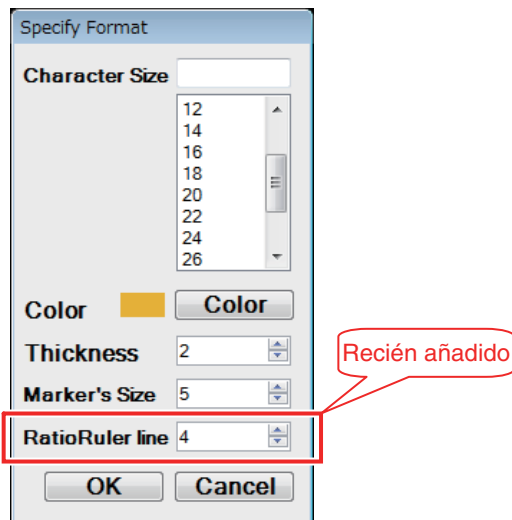 Specify Format
Character Size
12
14
16
18
20
22
24
26
Color Color
Thickness 2
Marker's Size 5
RatioRuler line 4
Recién añadido
OK Cancel